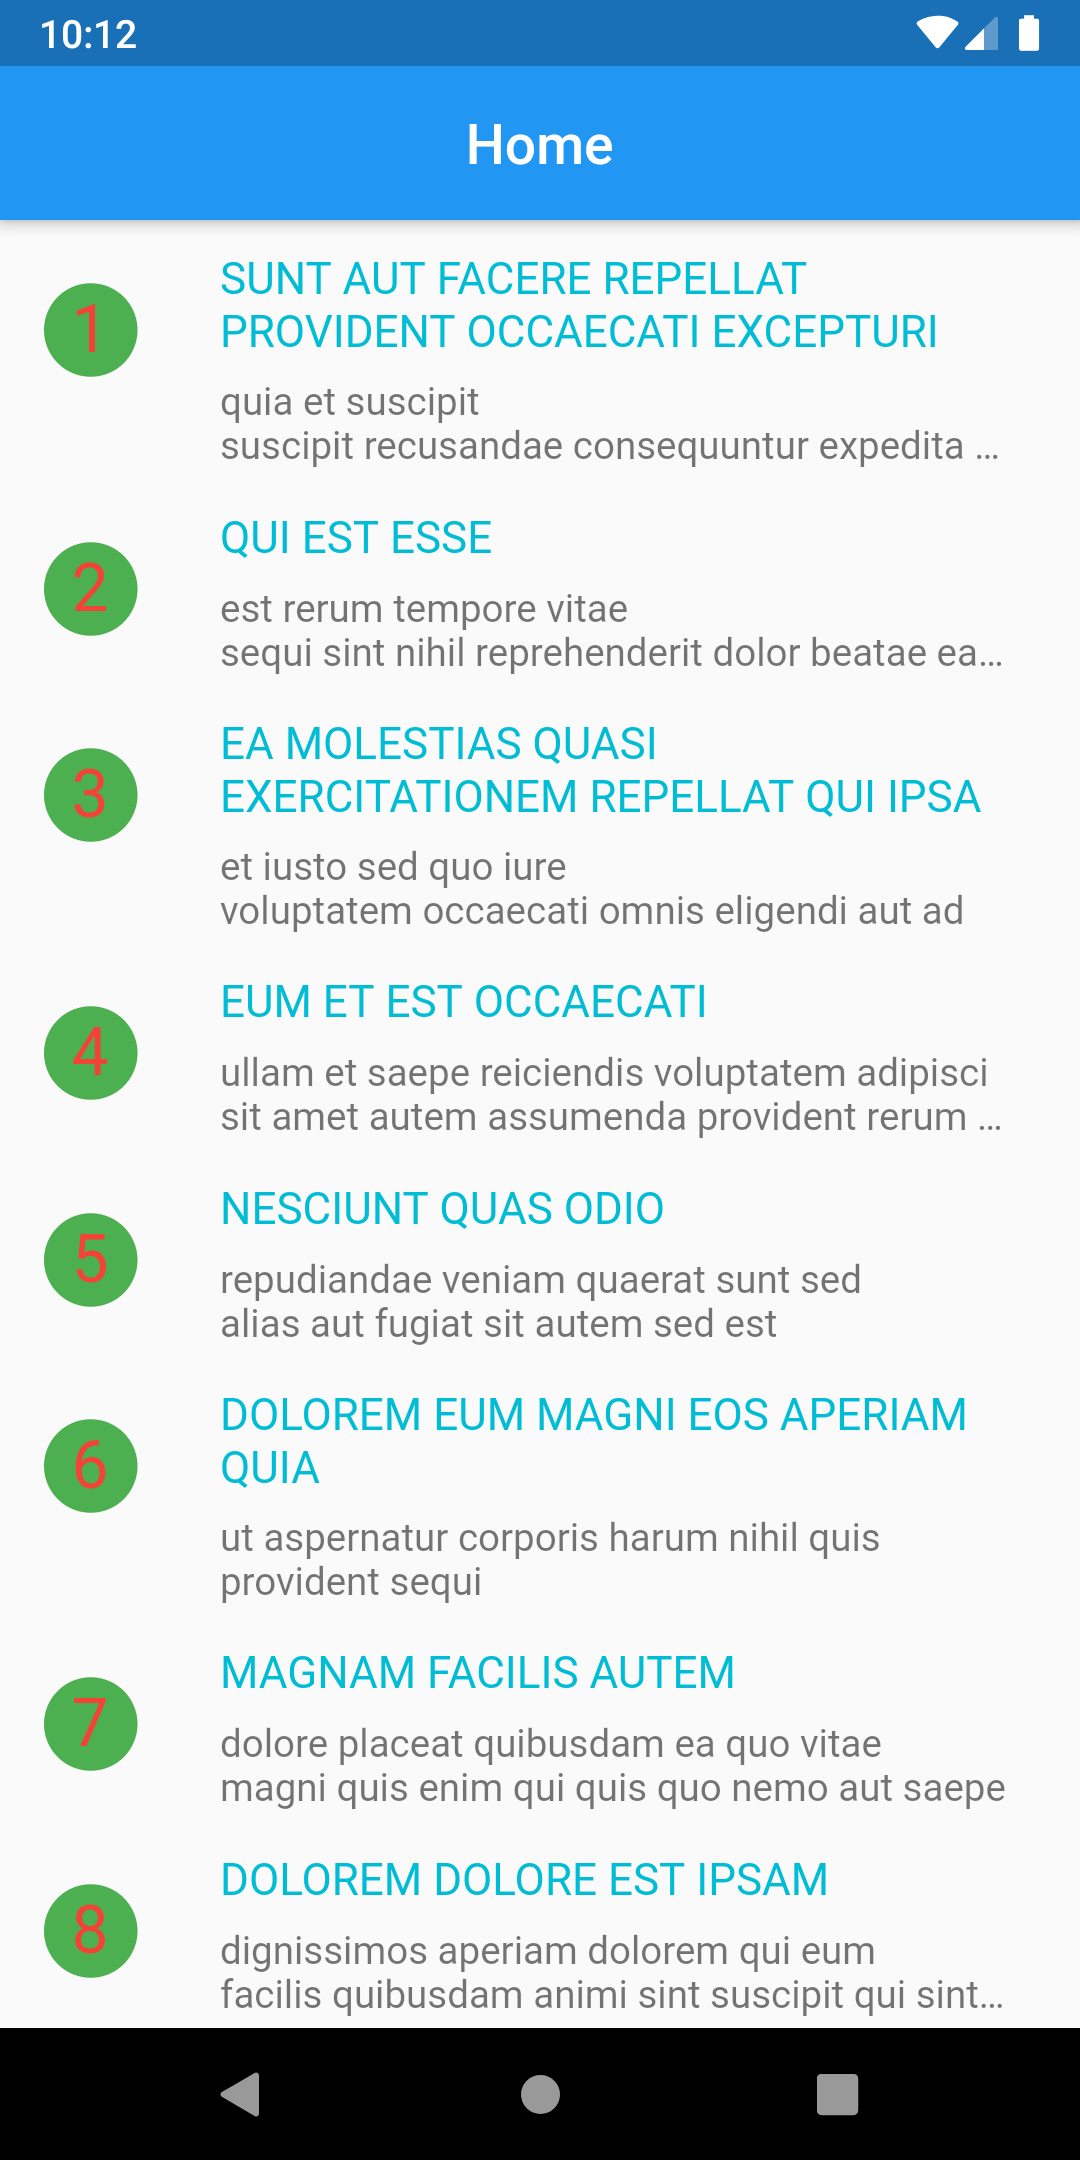 10:12
Home
1
SUNT AUT FACERE REPELLAT
PROVIDENT OCCAECATI EXCEPTURI
quia et suscipit
suscipit recusandae consequuntur expedita …
2
QUI EST ESSE
est rerum tempore vitae
sequi sint nihil reprehenderit dolor beatae ea…
3
EA MOLESTIAS QUASI
EXERCITATIONEM REPELLAT QUI IPSA
et iusto sed quo iure
voluptatem occaecati omnis eligendi aut ad
4
EUM ET EST OCCAECATI
ullam et saepe reiciendis voluptatem adipisci
sit amet autem assumenda provident rerum …
5
NESCIUNT QUAS ODIO
repudiandae veniam quaerat sunt sed
alias aut fugiat sit autem sed est
6
DOLOREM EUM MAGNI EOS APERIAM
QUIA
ut aspernatur corporis harum nihil quis
provident sequi
7
MAGNAM FACILIS AUTEM
dolore placeat quibusdam ea quo vitae
magni quis enim qui quis quo nemo aut saepe
8
DOLOREM DOLORE EST IPSAM
dignissimos aperiam dolorem qui eum
facilis quibusdam animi sint suscipit qui sint…